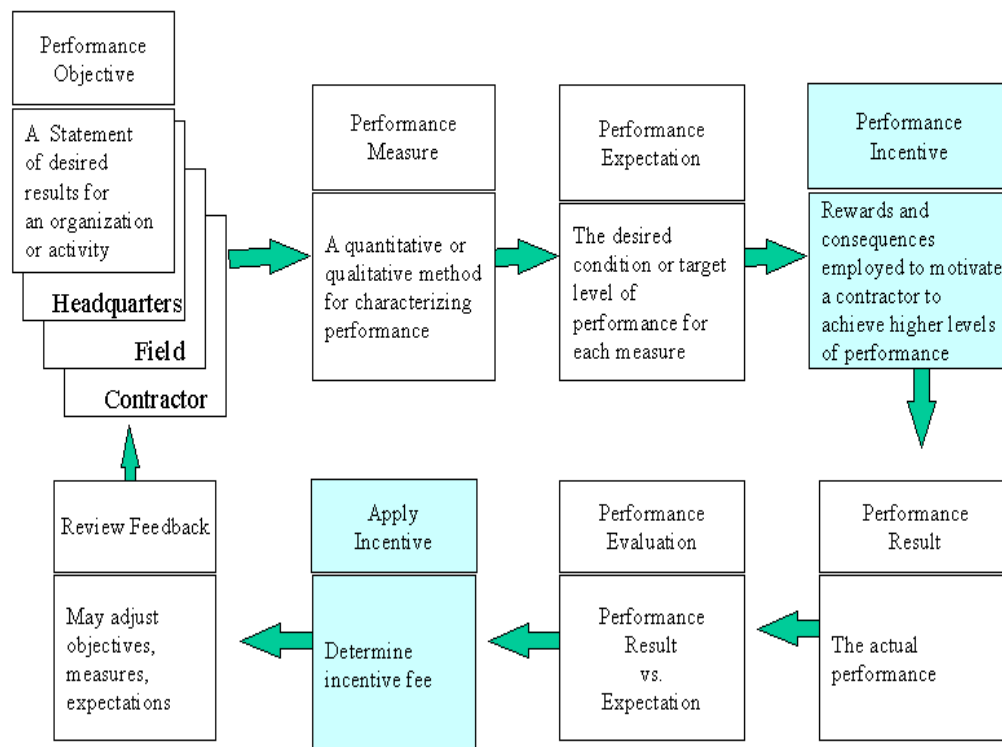 Performance
Objective
A Statement
of desired
results for
an organization
or activity
Headquarters
Field
Contractor
Performance
Measure
A quantitative or
qualitative method
for characterizing
performance
Performance
Expectation
The desired
condition or target
level of
performance for
each measure
Performance
Incentive
Rewards and
consequences
employed to motivate
a contractor to
achieve higher levels
of performance
Performance
Result
The actual
performance
Performance
Evaluation
Performance
Result
vs.
Expectation
Apply
Incentive
Determine
incentive fee
Review Feedback
May adjust
objectives,
measures,
expectations